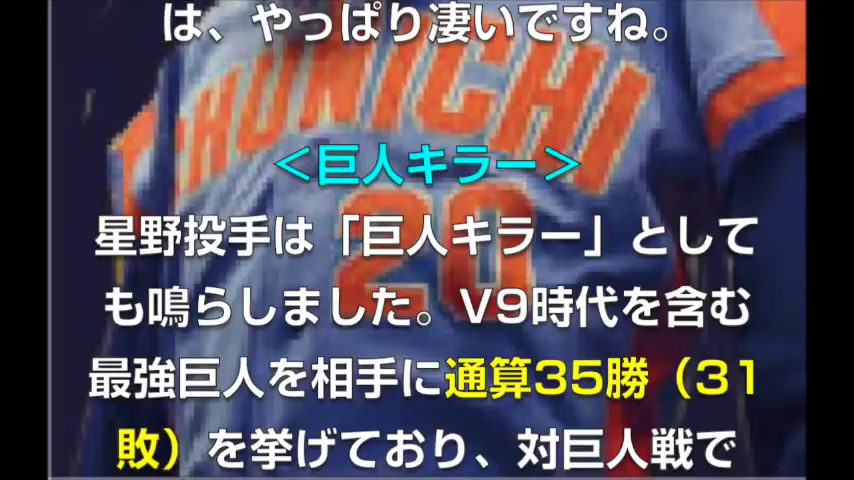 は、やっぱり凄いですね。
CHUNICHI
<巨人キラー>
20
星野投手は「巨人キラー」として
も鳴らしました。V9時代を含む
最強巨人を相手に通算35勝（31
敗）を挙げており、対巨人戦で